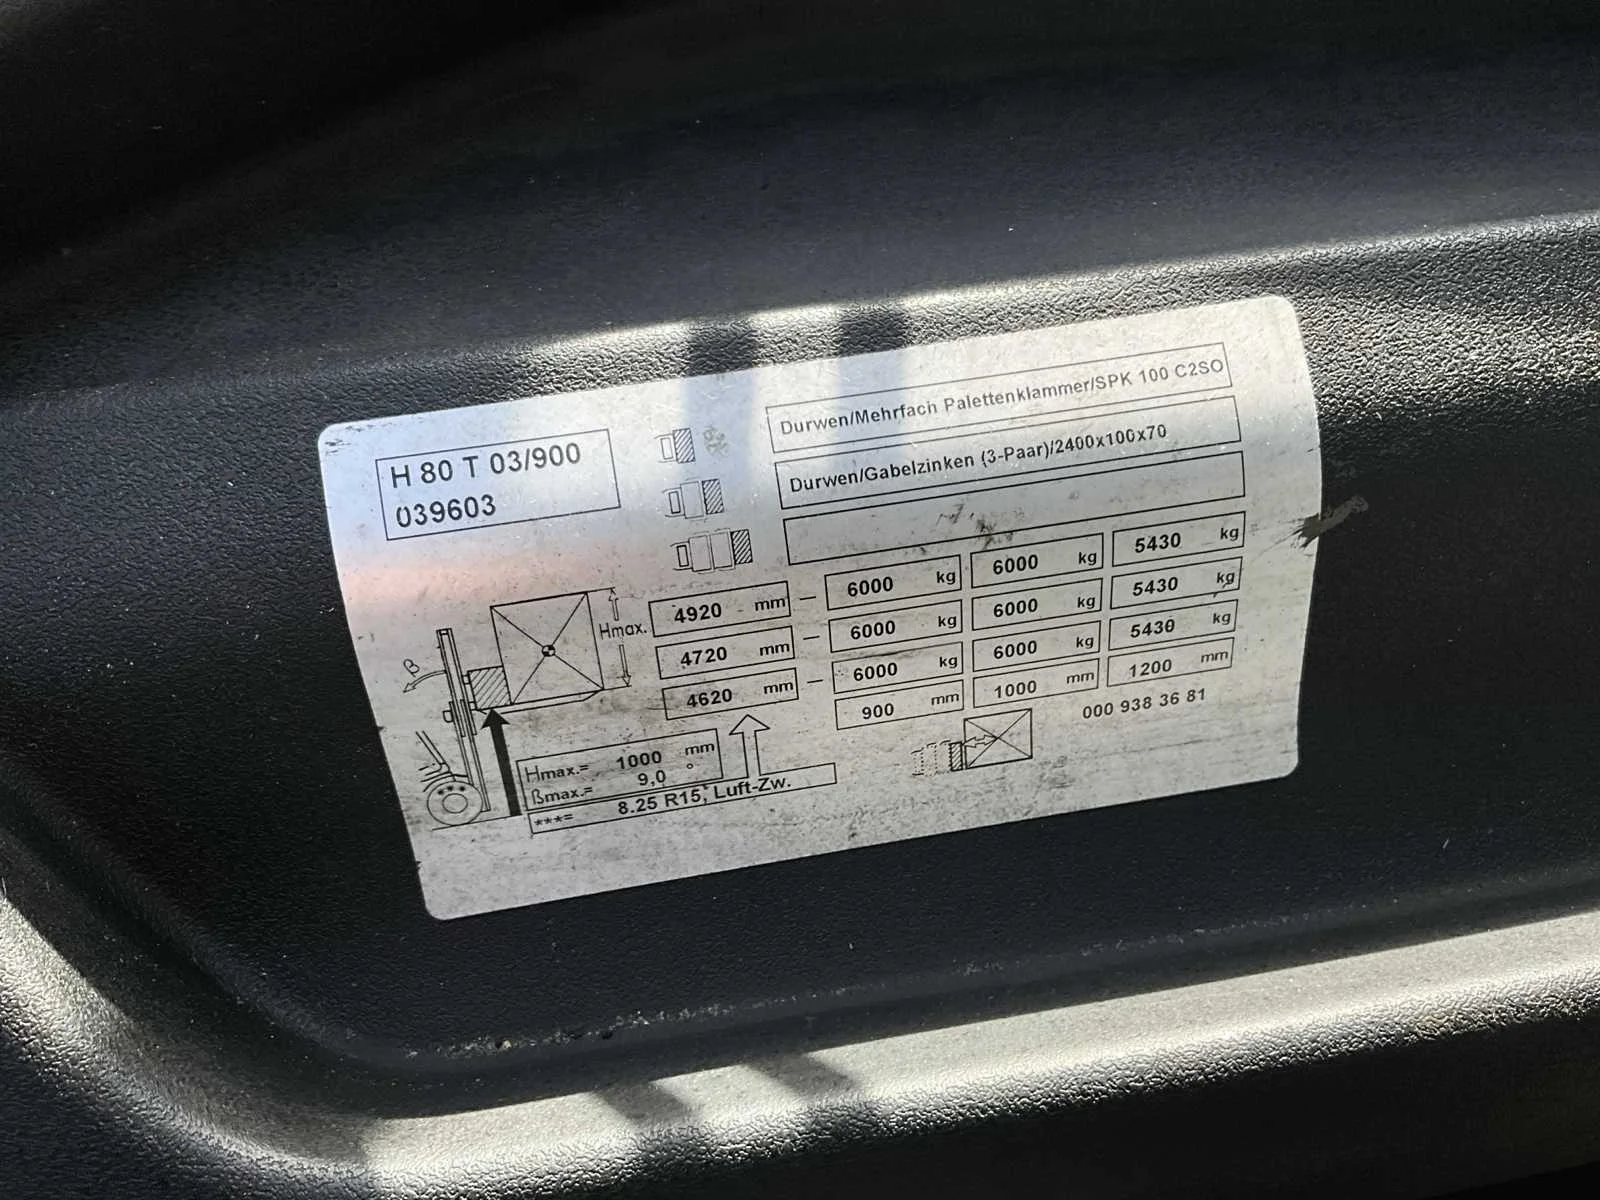 H 80 T 03/900
039603
Durwen/Mehrfach Palettenklammer/SPK 100 C2SO
Durwen/Gabelzinken (3-Paar)/2400x100x70
4920 mm – 6000 kg 6000 kg 5430 kg
4720 mm – 6000 kg 6000 kg 5430 kg
4620 mm – 6000 kg 6000 kg 5430 kg
900 mm 1000 mm 1200 mm
Hmax.
ß
Hmax.= 1000 mm
ßmax.= 9,0 °
***= 8.25 R15; Luft-Zw.
***
000 938 36 81